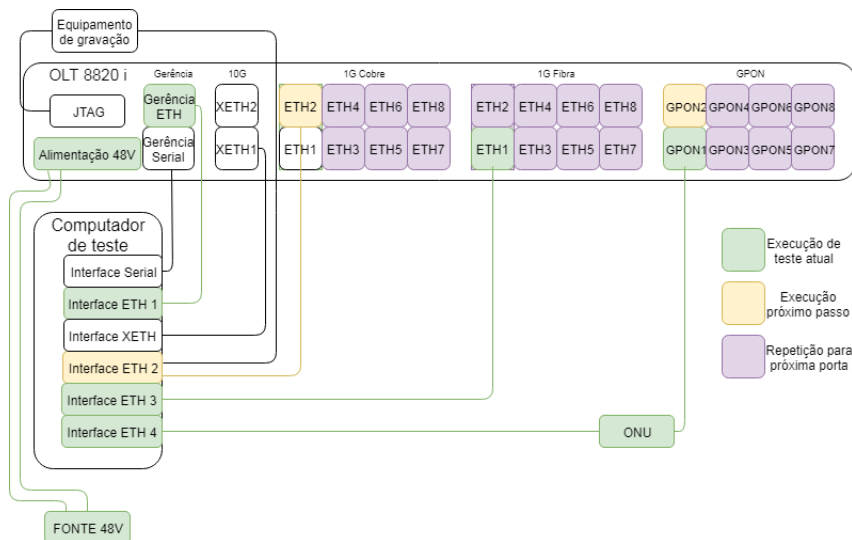 Equipamento
de gravação
OLT 8820 i
Gerência
10G
1G Cobre
1G Fibra
GPON
JTAG
Gerência
ETH
XETH2
ETH2
ETH4
ETH6
ETH8
ETH2
ETH4
ETH6
ETH8
GPON2
GPON4
GPON6
GPON8
Alimentação 48V
Gerência
Serial
XETH1
ETH1
ETH3
ETH5
ETH7
ETH1
ETH3
ETH5
ETH7
GPON1
GPON3
GPON5
GPON7
Computador
de teste
Interface Serial
Interface ETH 1
Interface XETH
Interface ETH 2
Interface ETH 3
Interface ETH 4
ONU
Execução de
teste atual
Execução
próximo passo
Repetição para
próxima porta
FONTE 48V